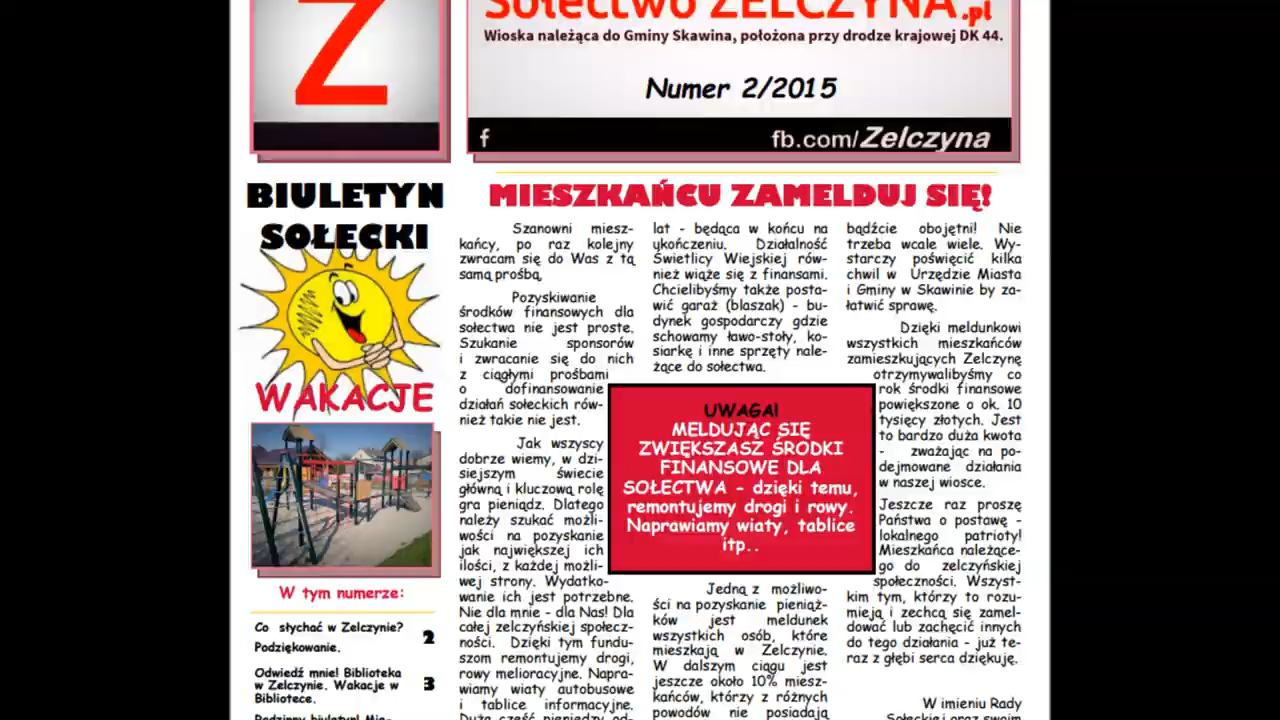 Z
Sołectwo ZELCZYNA.pl
Wioska należąca do Gminy Skawina, położona przy drodze krajowej DK 44.
Numer 2/2015
f
fb.com/Zelczyna
BIULETYN
SOŁECKI
WAKACJE
W tym numerze:
Co słychać w Zelczynie?
Podziękowanie.
2
Odwiedź mnie! Biblioteka
w Zelczynie. Wakacje w
Bibliotece.
3
Rodzinny biuletyn! Mie-
MIESZKAŃCU ZAMELDUJ SIĘ!
Szanowni miesz-
kańcy, po raz kolejny
zwracam się do Was z tą
samą prośbą.
Pozyskiwanie
środków finansowych dla
sołectwa nie jest proste.
Szukanie sponsorów
i zwracanie się do nich
z ciągłymi prośbami
o dofinansowanie
działań sołeckich rów-
nież takie nie jest.
Jak wszyscy
dobrze wiemy, w dzi-
siejszym świecie
główną i kluczową rolę
gra pieniądz. Dlatego
należy szukać możli-
wości na pozyskanie
jak największej ich
ilości, z każdej możli-
wej strony. Wydatko-
wanie ich jest potrzebne.
Nie dla mnie - dla Nas! Dla
całej zelczyńskiej społecz-
ności. Dzięki tym fundu-
szom remontujemy drogi,
rowy melioracyjne. Napra-
wiamy wiaty autobusowe
i tablice informacyjne.
Duża część pieniędzy od-
lat - będąca w końcu na
ukończeniu. Działalność
Świetlicy Wiejskiej rów-
nież wiąże się z finansami.
Chcielibyśmy także posta-
wić garaż (blaszak) - bu-
dynek gospodarczy gdzie
schowamy ławo-stoły, ko-
siarkę i inne sprzęty nale-
żące do sołectwa.
UWAGA!
MELDUJĄC SIĘ
ZWIĘKSZASZ ŚRODKI
FINANSOWE DLA
SOŁECTWA - dzięki temu,
remontujemy drogi i rowy.
Naprawiamy wiaty, tablice
itp..
Jedną z możliwo-
ści na pozyskanie pienią­ż-
ków jest meldunek
wszystkich osób, które
mieszkają w Zelczynie.
W dalszym ciągu jest
jeszcze około 10% miesz-
kańców, którzy z różnych
powodów nie posiadają
bądźcie obojętni! Nie
trzeba wcale wiele. Wy-
starczy poświęcić kilka
chwil w Urzędzie Miasta
i Gminy w Skawinie by za-
łatwić sprawę.
Dzięki meldunkowi
wszystkich mieszkańców
zamieszkujących Zelczynę
otrzymywalibyśmy co
rok środki finansowe
powiększone o ok. 10
tysięcy złotych. Jest
to bardzo duża kwota
- zważając na po-
dejmowane działania
w naszej wiosce.
Jeszcze raz proszę
Państwa o postawę -
lokalnego patrioty!
Mieszkańca należące-
go do zelczyńskiej
społeczności. Wszyst-
kim tym, którzy to rozu-
mieją i zechcą się zamel-
dować lub zachęcić innych
do tego działania - już te-
raz z głębi serca dziękuję.
W imieniu Rady
Sołeckiej oraz swoim